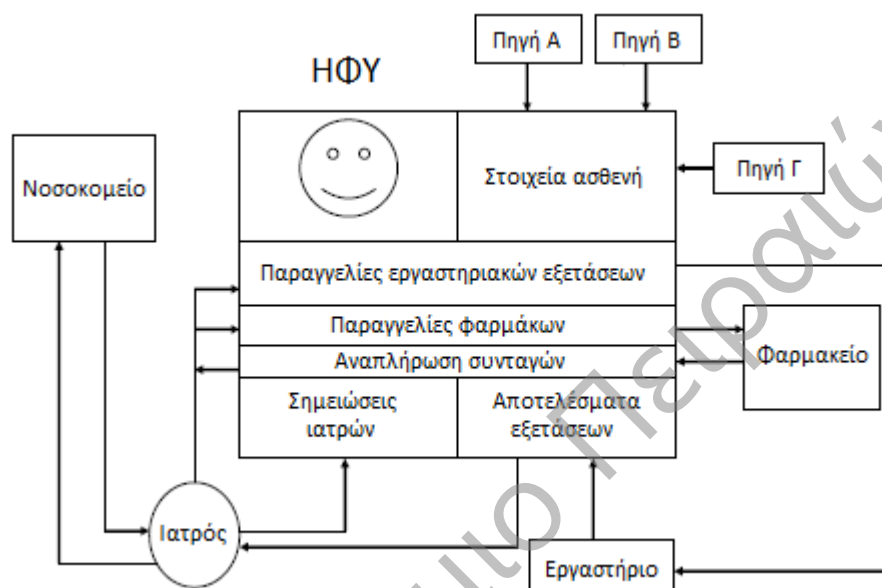 Πηγή Α
Πηγή Β
ΗΦΥ
Νοσοκομείο
Στοιχεία ασθενή
Πηγή Γ
Παραγγελίες εργαστηριακών εξετάσεων
Παραγγελίες φαρμάκων
Αναπλήρωση συνταγών
Φαρμακείο
Σημειώσεις
ιατρών
Αποτελέσματα
εξετάσεων
Ιατρός
Εργαστήριο